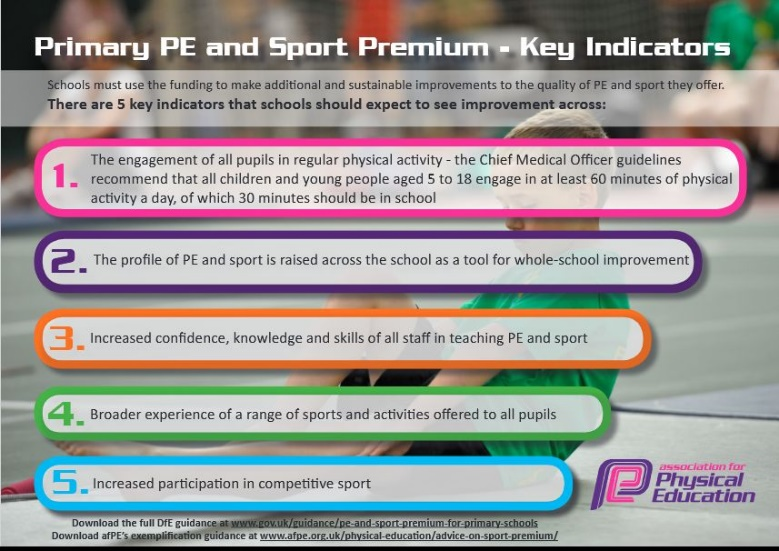 Primary PE and Sport Premium - Key Indicators
Schools must use the funding to make additional and sustainable improvements to the quality of PE and sport they offer.
There are 5 key indicators that schools should expect to see improvement across:
1. The engagement of all pupils in regular physical activity - the Chief Medical Officer guidelines
recommend that all children and young people aged 5 to 18 engage in at least 60 minutes of physical
activity a day, of which 30 minutes should be in school
2. The profile of PE and sport is raised across the school as a tool for whole-school improvement
3. Increased confidence, knowledge and skills of all staff in teaching PE and sport
4. Broader experience of a range of sports and activities offered to all pupils
5. Increased participation in competitive sport
association for
Physical
Education
Download the full DfE guidance at www.gov.uk/guidance/pe-and-sport-premium-for-primary-schools
Download afPE's exemplification guidance at www.afpe.org.uk/physical-education/advice-on-sport-premium/